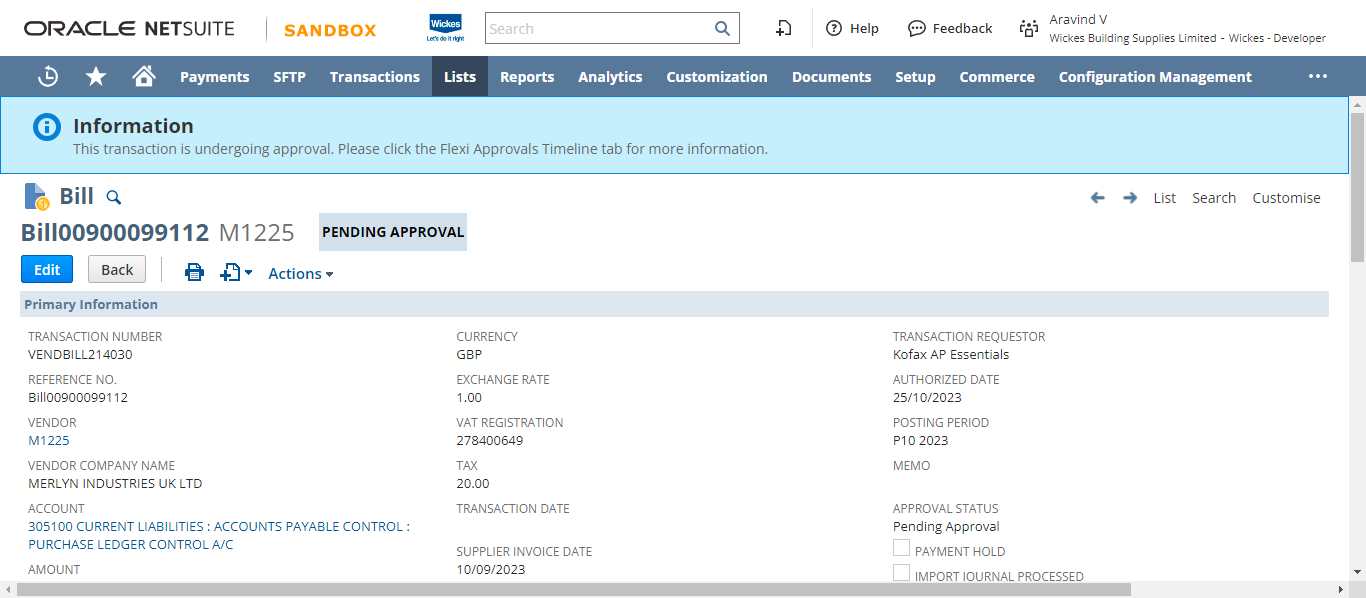 ORACLE NETSUITE
SANDBOX
Wickes
Let's do it right
Search
Help
Feedback
Aravind V
Wickes Building Supplies Limited - Wickes - Developer
Payments SFTP Transactions Lists Reports Analytics Customization Documents Setup Commerce Configuration Management
Information
This transaction is undergoing approval. Please click the Flexi Approvals Timeline tab for more information.
Bill
List Search Customise
Bill00900099112 M1225 PENDING APPROVAL
Edit Back Actions
Primary Information
TRANSACTION NUMBER
VENDBILL214030
REFERENCE NO.
Bill00900099112
VENDOR
M1225
VENDOR COMPANY NAME
MERLYN INDUSTRIES UK LTD
ACCOUNT
305100 CURRENT LIABILITIES : ACCOUNTS PAYABLE CONTROL :
PURCHASE LEDGER CONTROL A/C
AMOUNT
CURRENCY
GBP
EXCHANGE RATE
1.00
VAT REGISTRATION
278400649
TAX
20.00
TRANSACTION DATE
SUPPLIER INVOICE DATE
10/09/2023
TRANSACTION REQUESTOR
Kofax AP Essentials
AUTHORIZED DATE
25/10/2023
POSTING PERIOD
P10 2023
MEMO
APPROVAL STATUS
Pending Approval
PAYMENT HOLD
IMPORT JOURNAL PROCESSED